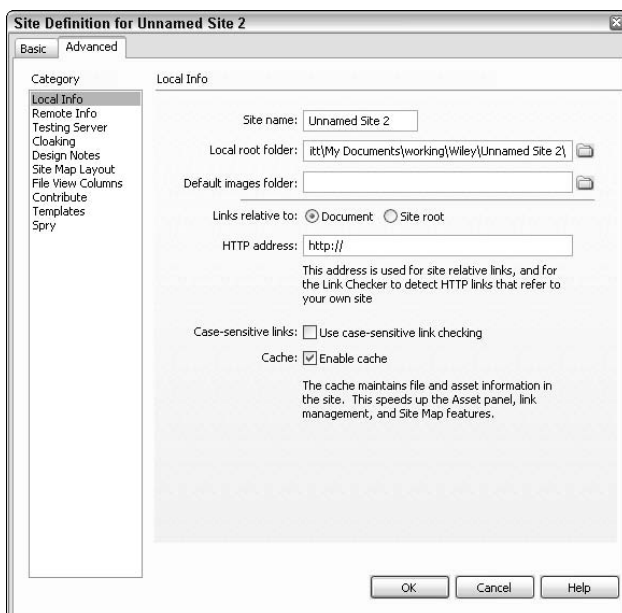 Site Definition for Unnamed Site 2
Basic
Advanced
Category
Local Info
Remote Info
Testing Server
Cloaking
Design Notes
Site Map Layout
File View Columns
Contribute
Templates
Spry
Local Info
Site name: Unnamed Site 2
Local root folder: itt\My Documents\working\Wiley\Unnamed Site 2\
Default images folder:
Links relative to: Document Site root
HTTP address: http://
This address is used for site relative links, and for
the Link Checker to detect HTTP links that refer to
your own site
Case-sensitive links: Use case-sensitive link checking
Cache: Enable cache
The cache maintains file and asset information in
the site. This speeds up the Asset panel, link
management, and Site Map features.
OK Cancel Help